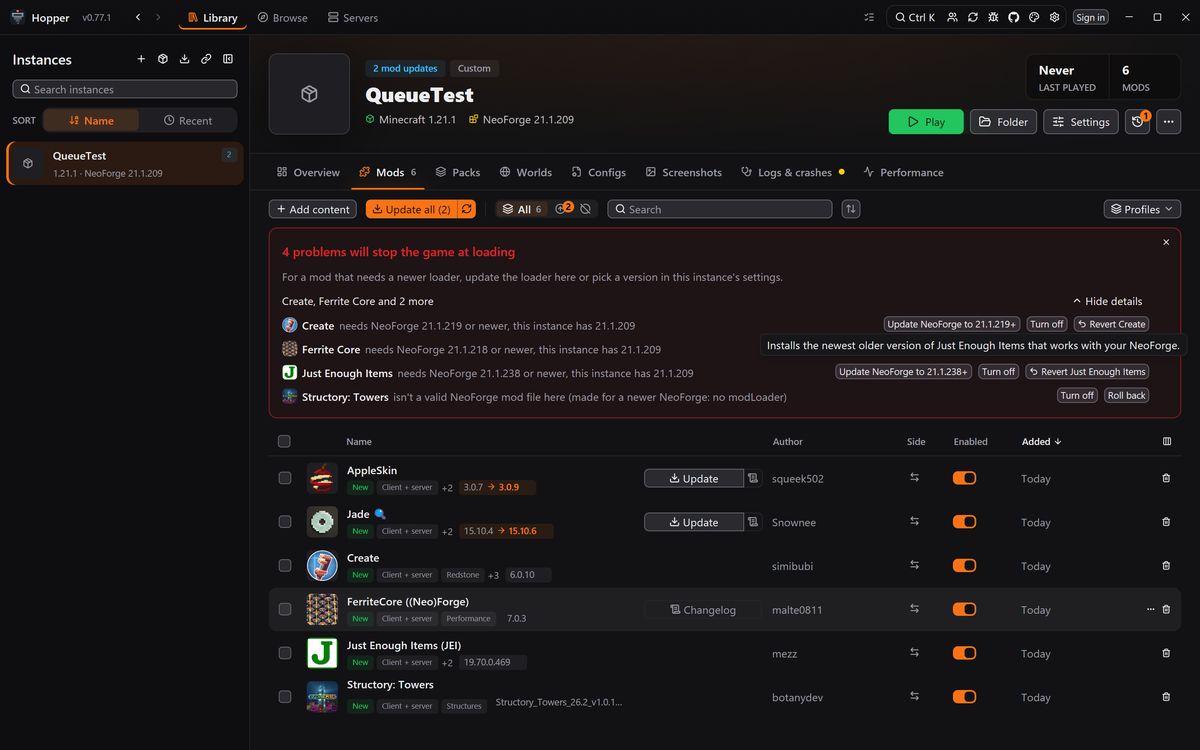 Hopper v0.77.1 Library Browse Servers Ctrl K Sign in
Instances
Search instances
SORT Name Recent
QueueTest 2
1.21.1 · NeoForge 21.1.209
2 mod updates Custom
QueueTest
Minecraft 1.21.1 NeoForge 21.1.209
Never 6
LAST PLAYED MODS
Play Folder Settings 1
Overview Mods 6 Packs Worlds Configs Screenshots Logs & crashes Performance
Add content Update all (2) All 6 2 Search Profiles
4 problems will stop the game at loading
For a mod that needs a newer loader, update the loader here or pick a version in this instance's settings.
Create, Ferrite Core and 2 more Hide details
Create needs NeoForge 21.1.219 or newer, this instance has 21.1.209 Update NeoForge to 21.1.219+ Turn off Revert Create
Ferrite Core needs NeoForge 21.1.218 or newer, this instance has 21.1.209
Installs the newest older version of Just Enough Items that works with your NeoForge.
Just Enough Items needs NeoForge 21.1.238 or newer, this instance has 21.1.209 Update NeoForge to 21.1.238+ Turn off Revert Just Enough Items
Structory: Towers isn't a valid NeoForge mod file here (made for a newer NeoForge: no modLoader) Turn off Roll back
Name Author Side Enabled Added
AppleSkin
New Client + server +2 3.0.7 → 3.0.9 Update squeek502 Today
Jade
New Client + server +2 15.10.4 → 15.10.6 Update Snownee Today
Create
New Client + server Redstone +3 6.0.10 simibubi Today
FerriteCore ((Neo)Forge)
New Client + server Performance 7.0.3 Changelog malte0811 Today
Just Enough Items (JEI)
New Client + server +2 19.70.0.469 mezz Today
Structory: Towers
New Client + server Structures Structory_Towers_26.2_v1.0.1... botanydev Today